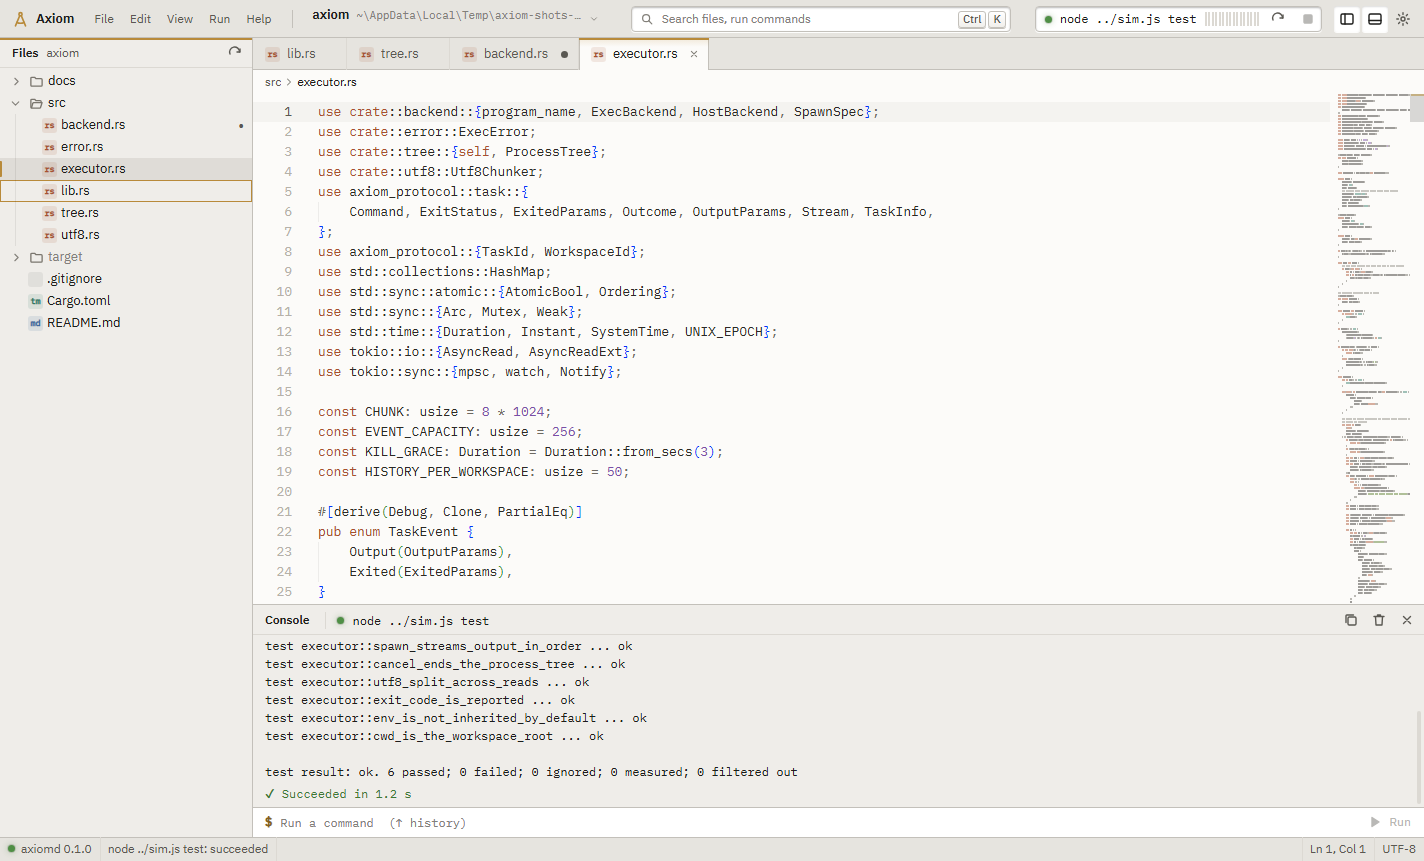 Axiom File Edit View Run Help axiom ~\AppData\Local\Temp\axiom-shots-… Search files, run commands Ctrl K node ../sim.js test
Files axiom
docs
src
rs backend.rs
rs error.rs
rs executor.rs
rs lib.rs
rs tree.rs
rs utf8.rs
target
.gitignore
tm Cargo.toml
md README.md
rs lib.rs rs tree.rs rs backend.rs rs executor.rs
src > executor.rs
1 use crate::backend::{program_name, ExecBackend, HostBackend, SpawnSpec};
2 use crate::error::ExecError;
3 use crate::tree::{self, ProcessTree};
4 use crate::utf8::Utf8Chunker;
5 use axiom_protocol::task::{
6 Command, ExitStatus, ExitedParams, Outcome, OutputParams, Stream, TaskInfo,
7 };
8 use axiom_protocol::{TaskId, WorkspaceId};
9 use std::collections::HashMap;
10 use std::sync::atomic::{AtomicBool, Ordering};
11 use std::sync::{Arc, Mutex, Weak};
12 use std::time::{Duration, Instant, SystemTime, UNIX_EPOCH};
13 use tokio::io::{AsyncRead, AsyncReadExt};
14 use tokio::sync::{mpsc, watch, Notify};
15
16 const CHUNK: usize = 8 * 1024;
17 const EVENT_CAPACITY: usize = 256;
18 const KILL_GRACE: Duration = Duration::from_secs(3);
19 const HISTORY_PER_WORKSPACE: usize = 50;
20
21 #[derive(Debug, Clone, PartialEq)]
22 pub enum TaskEvent {
23 Output(OutputParams),
24 Exited(ExitedParams),
25 }
Console node ../sim.js test
test executor::spawn_streams_output_in_order ... ok
test executor::cancel_ends_the_process_tree ... ok
test executor::utf8_split_across_reads ... ok
test executor::exit_code_is_reported ... ok
test executor::env_is_not_inherited_by_default ... ok
test executor::cwd_is_the_workspace_root ... ok
test result: ok. 6 passed; 0 failed; 0 ignored; 0 measured; 0 filtered out
✓ Succeeded in 1.2 s
$ Run a command (↑ history) Run
axiomd 0.1.0 node ../sim.js test: succeeded Ln 1, Col 1 UTF-8